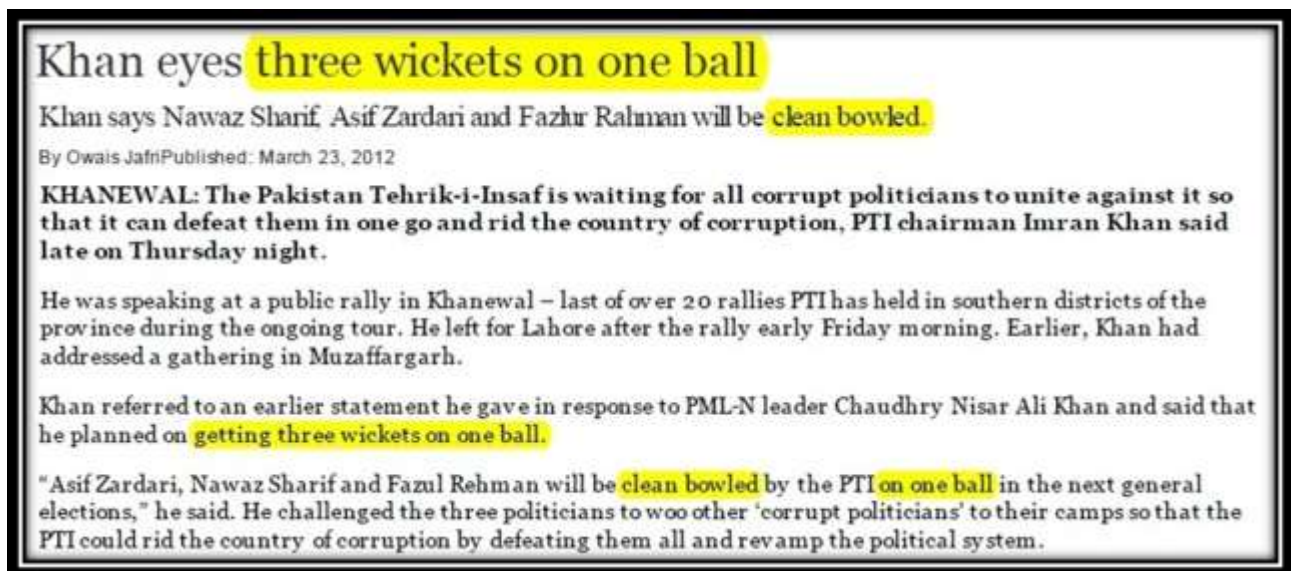 Khan eyes three wickets on one ball
Khan says Nawaz Sharif, Asif Zardari and Fazlur Rahman will be clean bowled.
By Owais JafriPublished: March 23, 2012
KHANEWAL: The Pakistan Tehrik-i-Insaf is waiting for all corrupt politicians to unite against it so
that it can defeat them in one go and rid the country of corruption, PTI chairman Imran Khan said
late on Thursday night.
He was speaking at a public rally in Khanewal – last of over 20 rallies PTI has held in southern districts of the
province during the ongoing tour. He left for Lahore after the rally early Friday morning. Earlier, Khan had
addressed a gathering in Muzaffargarh.
Khan referred to an earlier statement he gave in response to PML-N leader Chaudhry Nisar Ali Khan and said that
he planned on getting three wickets on one ball.
“Asif Zardari, Nawaz Sharif and Fazul Rehman will be clean bowled by the PTI on one ball in the next general
elections,” he said. He challenged the three politicians to woo other ‘corrupt politicians’ to their camps so that the
PTI could rid the country of corruption by defeating them all and revamp the political system.